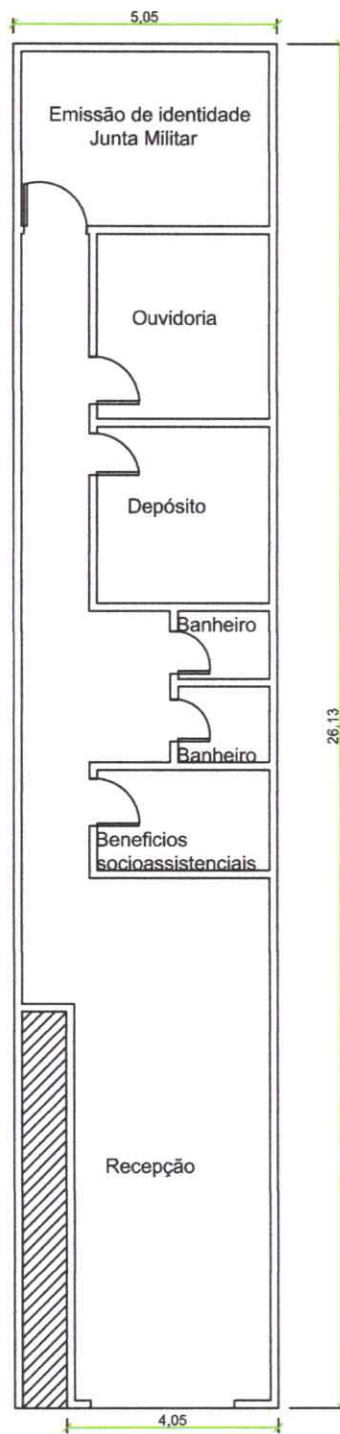 5,05
Emissão de identidade
Junta Militar
Ouvidoria
Depósito
Banheiro
26,13
Banheiro
Beneficios
socioassistenciais
Recepção
4,05